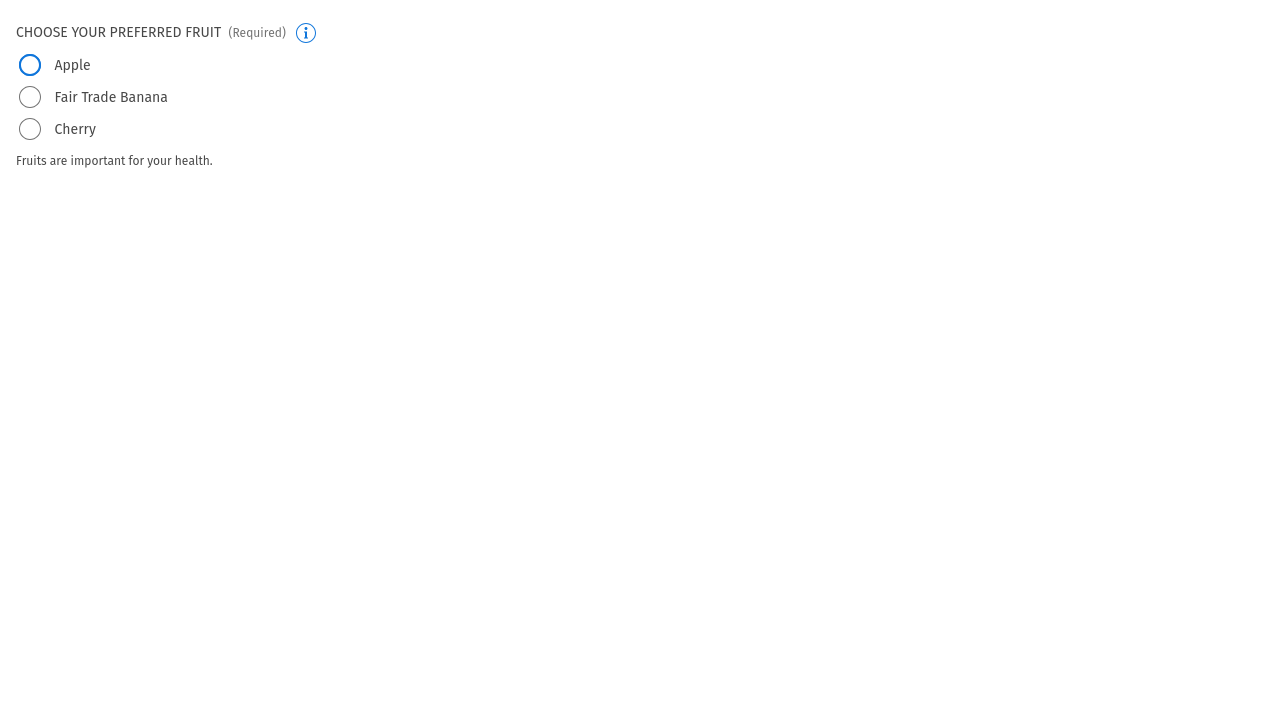 CHOOSE YOUR PREFERRED FRUIT (Required)
Apple
Fair Trade Banana
Cherry
Fruits are important for your health.